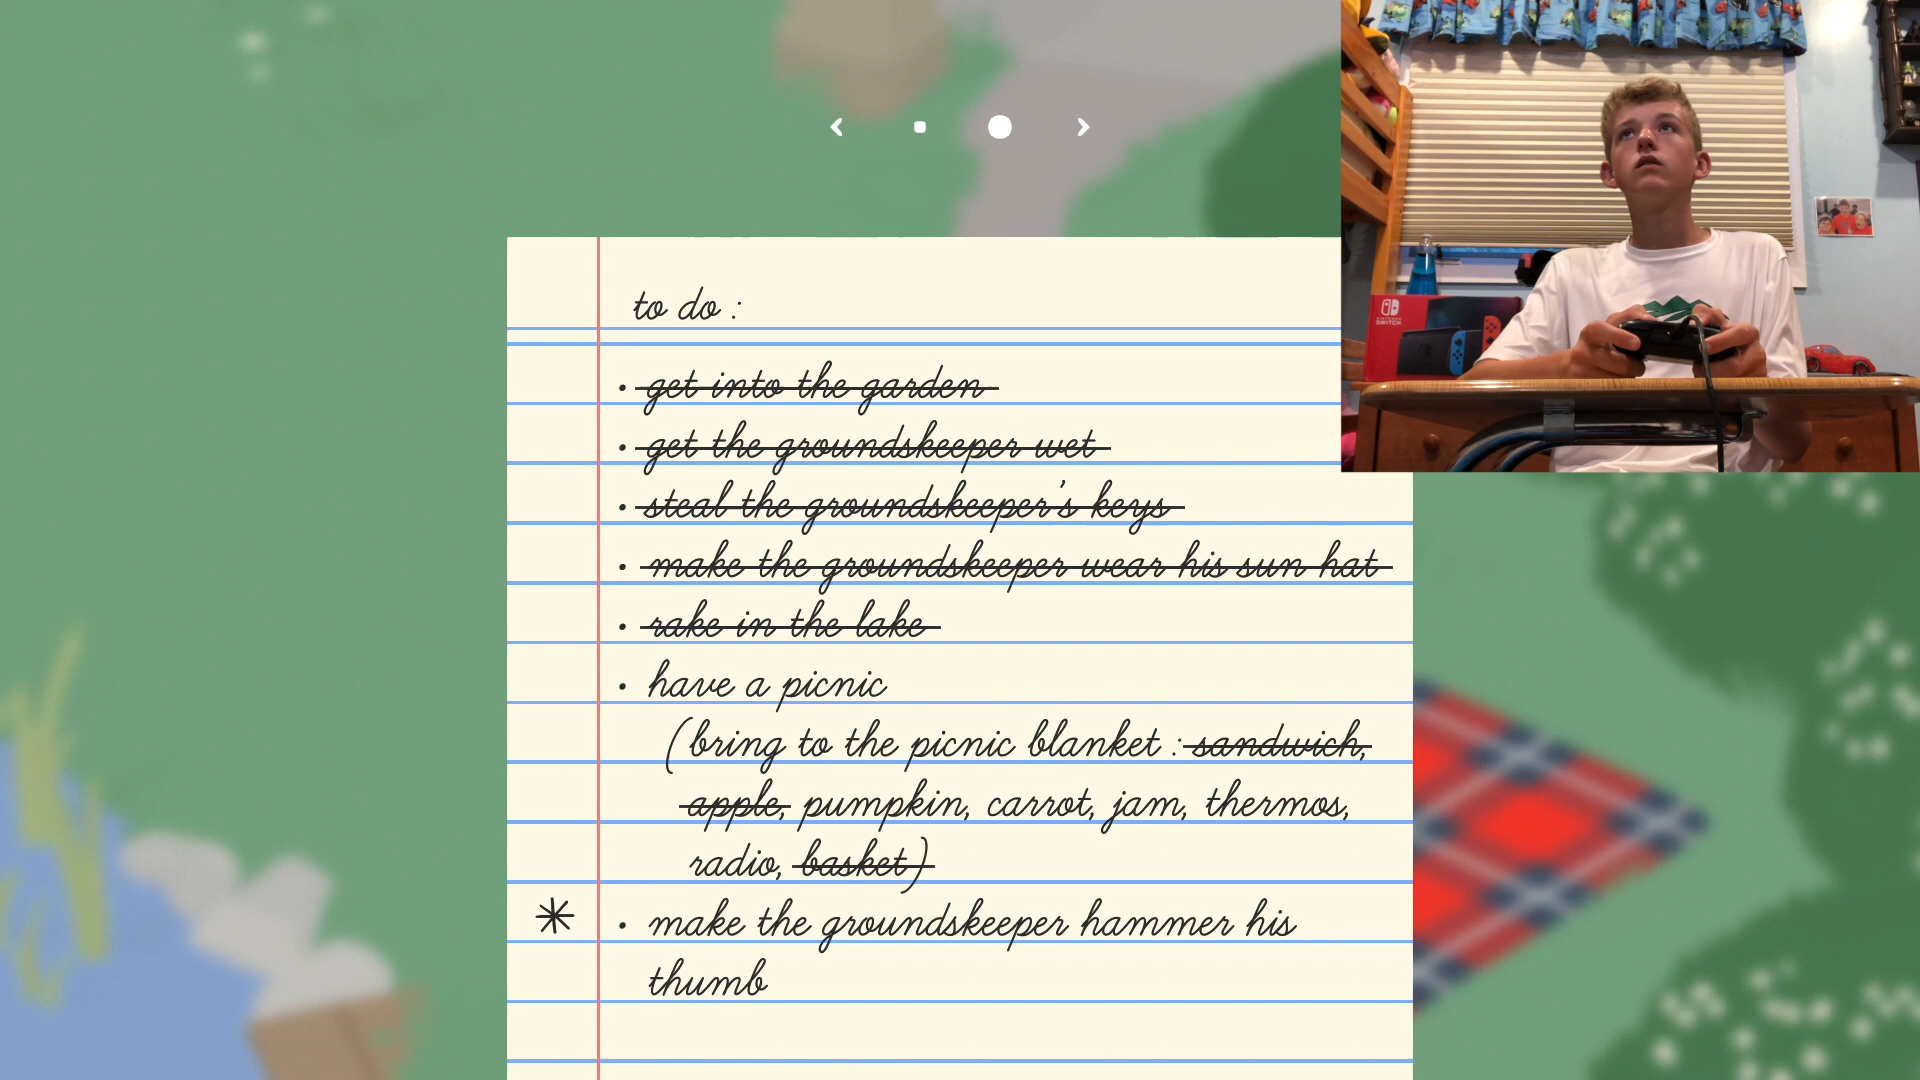 to do :
• get into the garden
• get the groundskeeper wet
• steal the groundskeeper's keys
• make the groundskeeper wear his sun hat
• rake in the lake
• have a picnic
(bring to the picnic blanket : sandwich,
apple, pumpkin, carrot, jam, thermos,
radio, basket)
* • make the groundskeeper hammer his
thumb
NINTENDO
SWITCH